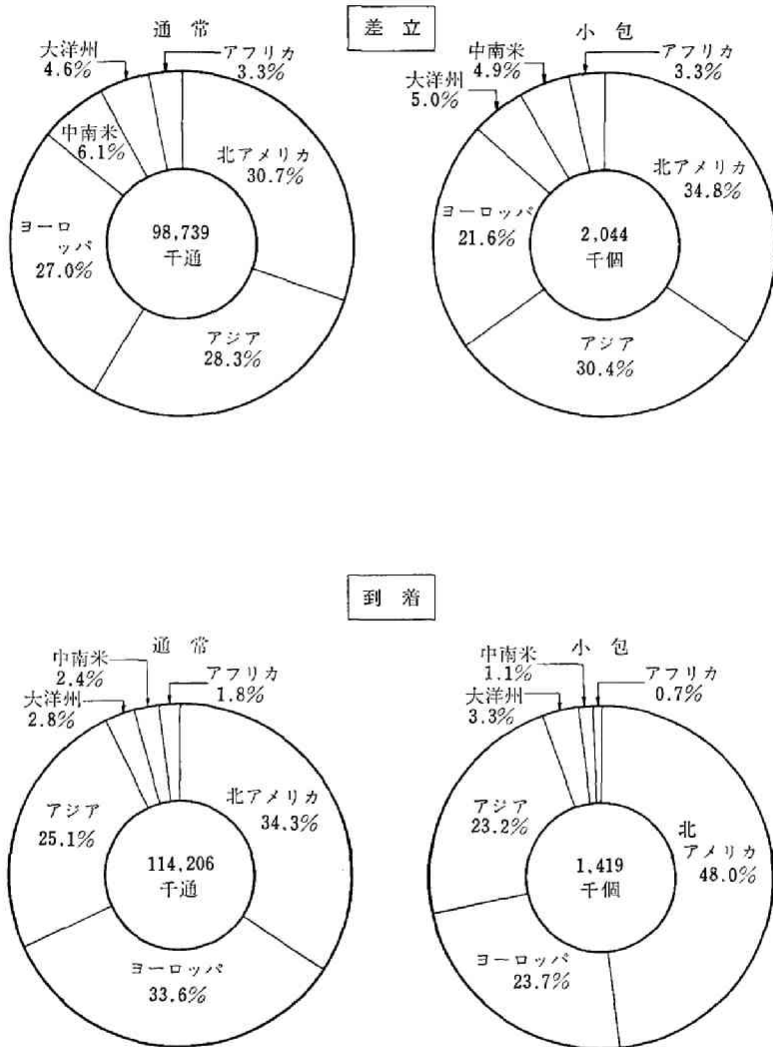 差立
通常
アフリカ
3.3%
大洋州
4.6%
中南米
6.1%
北アメリカ
30.7%
ヨーロ
ッパ
27.0%
98,739
千通
アジア
28.3%
小包
アフリカ
3.3%
中南米
4.9%
大洋州
5.0%
北アメリカ
34.8%
ヨーロッパ
21.6%
2,044
千個
アジア
30.4%
到着
通常
中南米
2.4%
アフリカ
1.8%
大洋州
2.8%
北アメリカ
34.3%
アジア
25.1%
114,206
千通
ヨーロッパ
33.6%
小包
中南米
1.1%
アフリカ
0.7%
大洋州
3.3%
アジア
23.2%
北
アメリカ
48.0%
1,419
千個
ヨーロッパ
23.7%